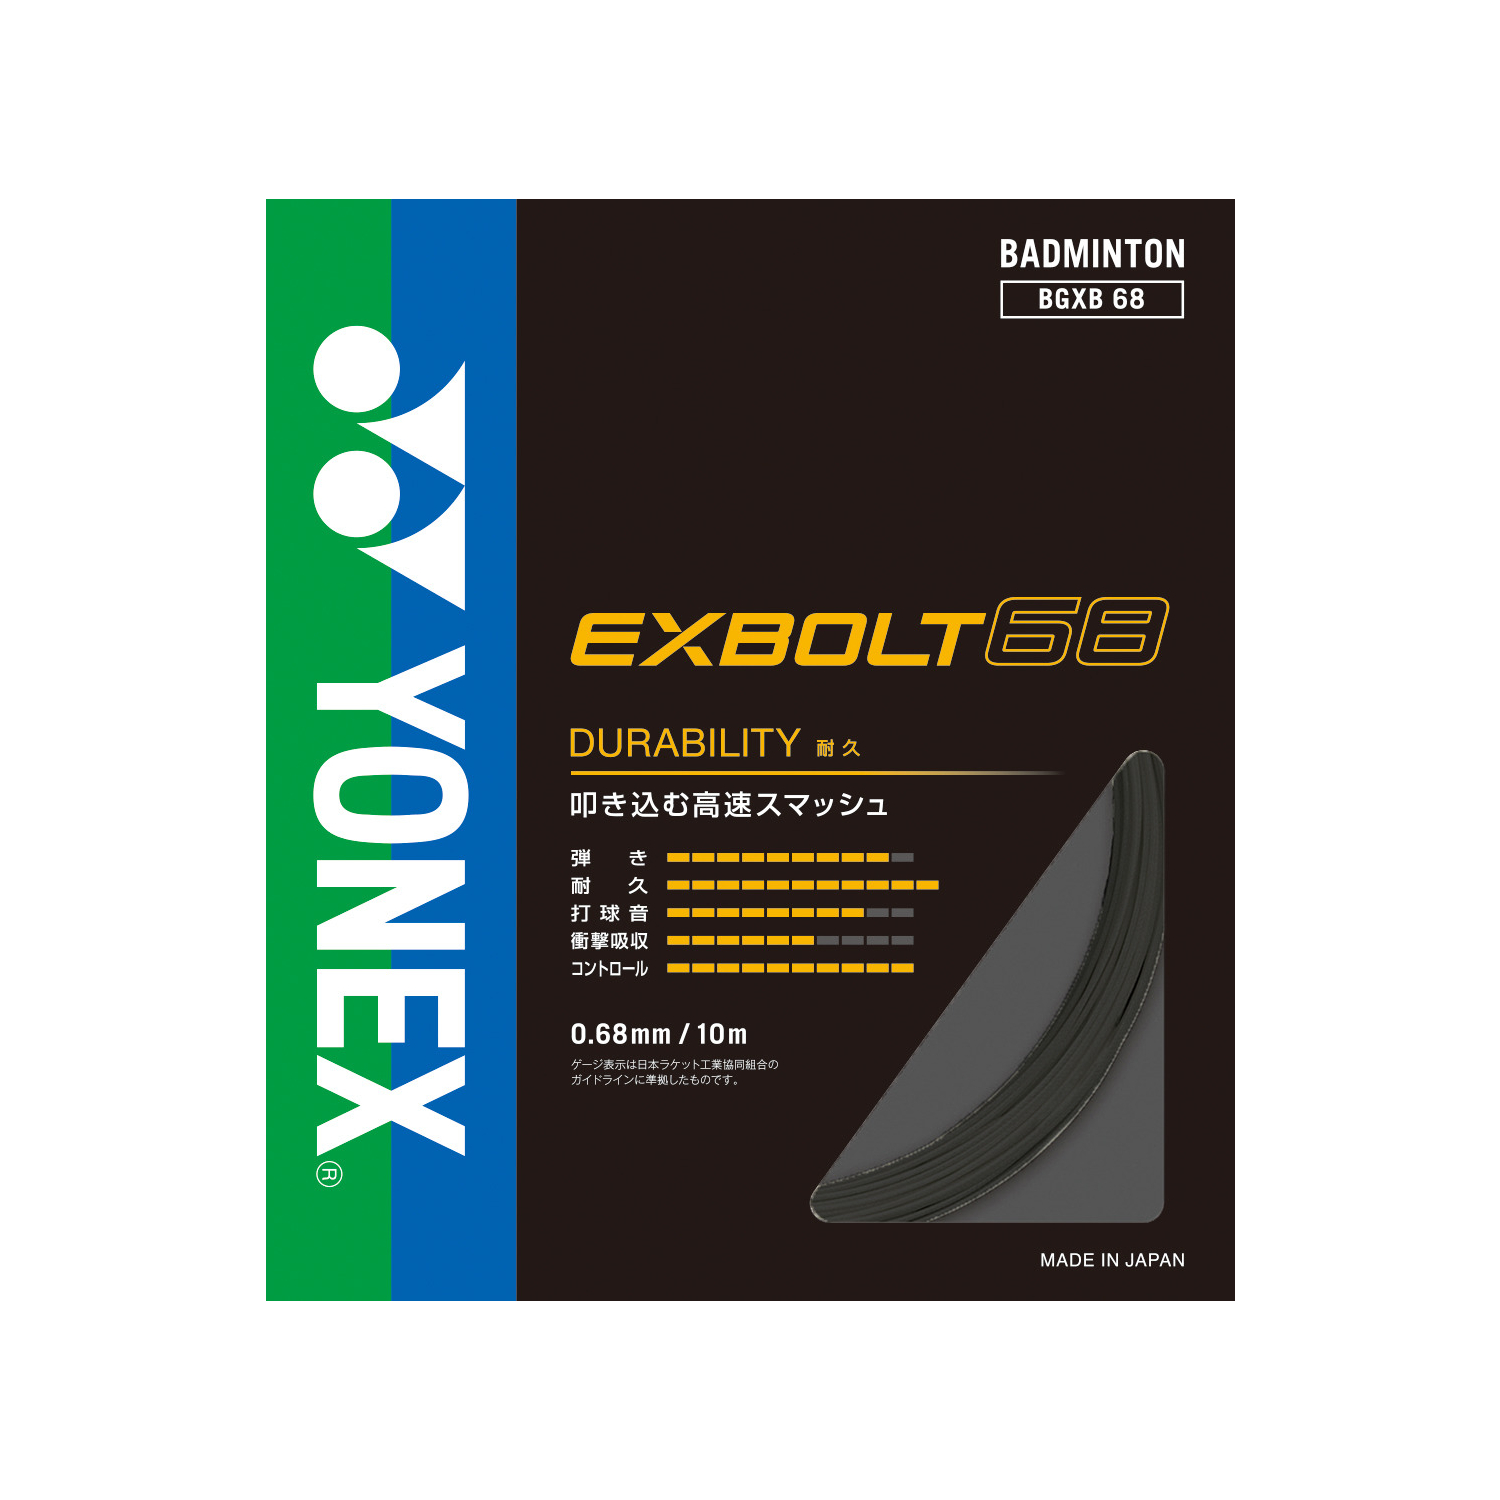 YONEX®
BADMINTON
BGXB 68
EXBOLT68
DURABILITY 耐久
叩き込む高速スマッシュ
弾き
耐久
打球音
衝撃吸収
コントロール
0.68mm / 10m
ゲージ表示は日本ラケット工業協同組合の
ガイドラインに準拠したものです。
MADE IN JAPAN